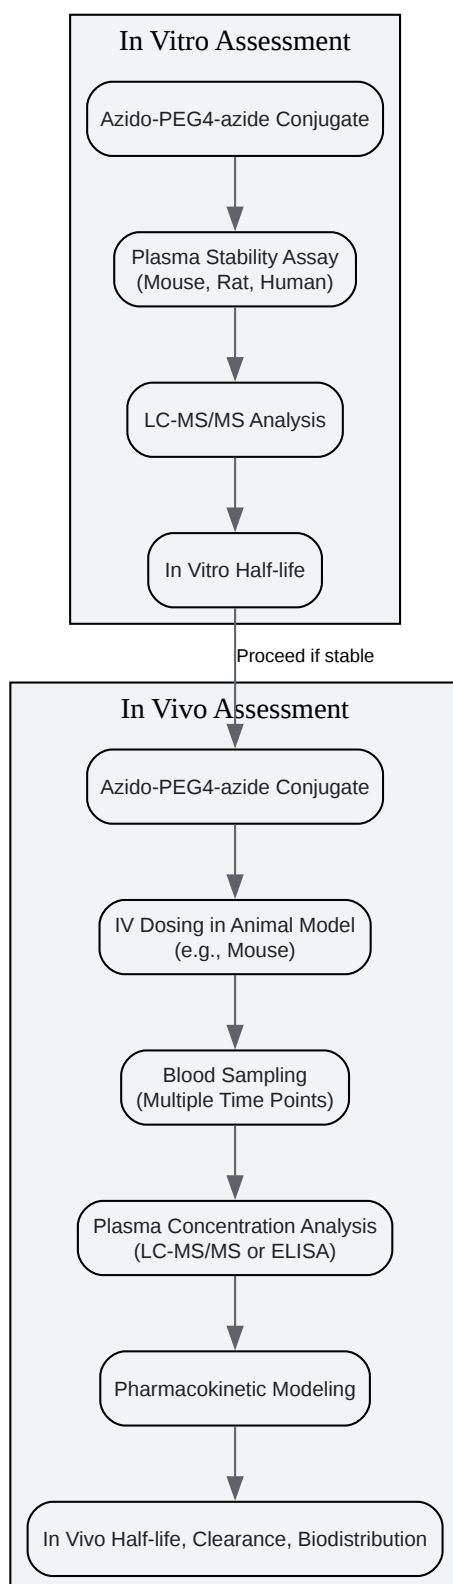 In Vitro Assessment
Azido-PEG4-azide Conjugate
Plasma Stability Assay
(Mouse, Rat, Human)
LC-MS/MS Analysis
In Vitro Half-life
Proceed if stable
In Vivo Assessment
Azido-PEG4-azide Conjugate
IV Dosing in Animal Model
(e.g., Mouse)
Blood Sampling
(Multiple Time Points)
Plasma Concentration Analysis
(LC-MS/MS or ELISA)
Pharmacokinetic Modeling
In Vivo Half-life, Clearance, Biodistribution